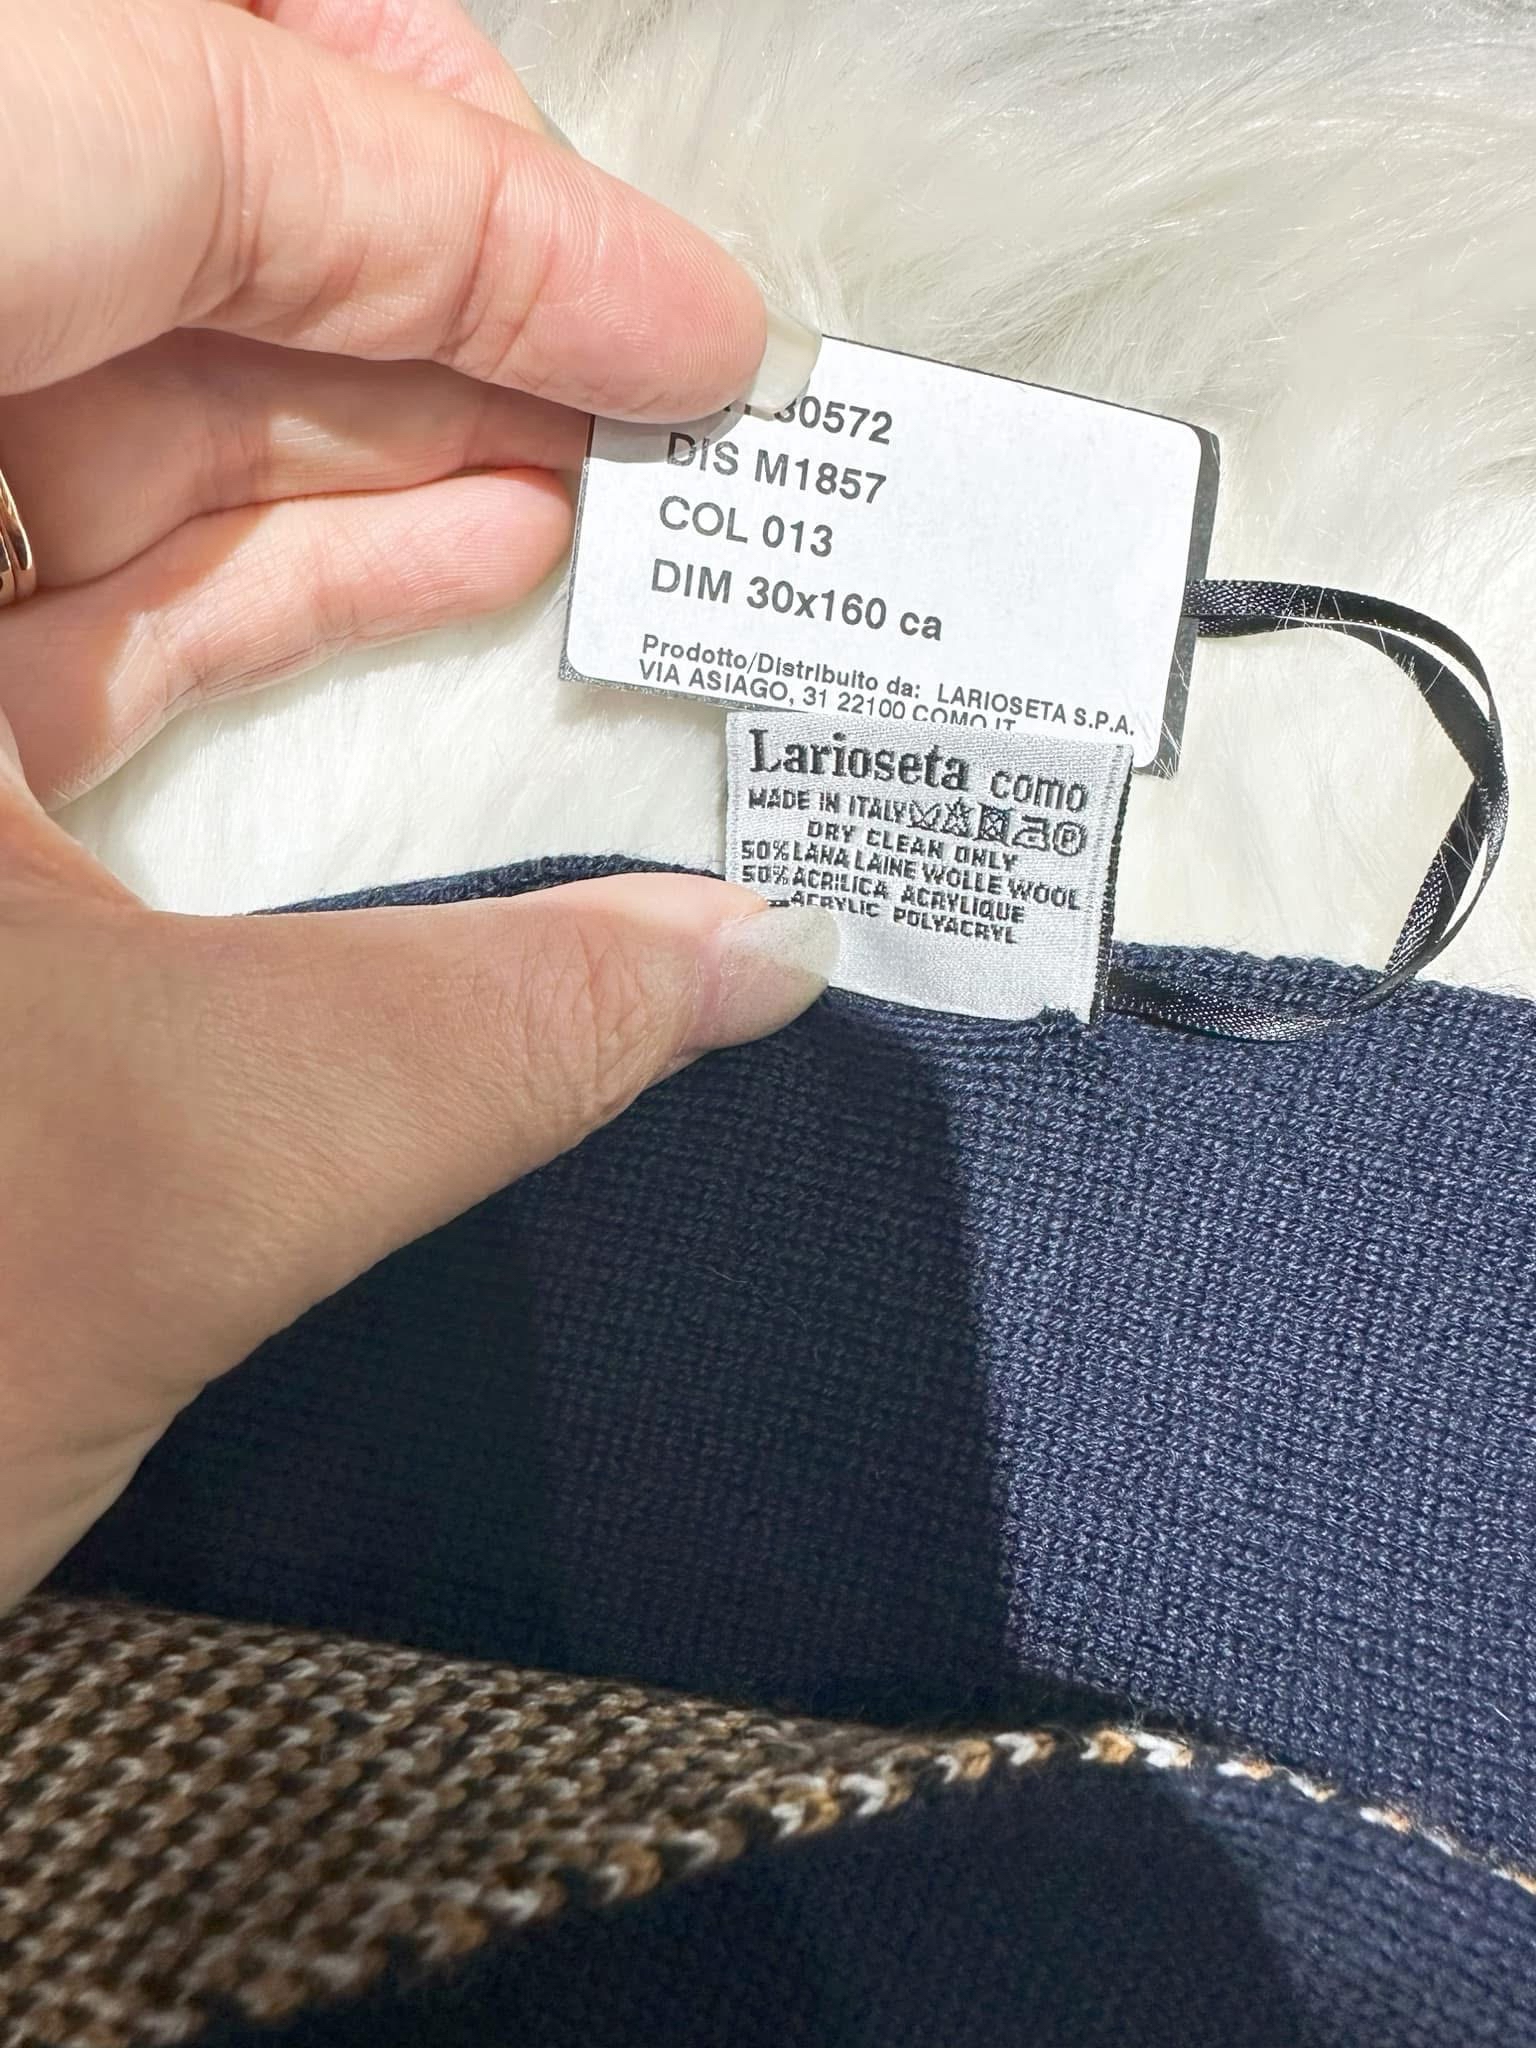 30572
DIS M1857
COL 013
DIM 30x160 ca
Prodotto/Distribuito da: LARIOSETA S.P.A.
VIA ASIAGO, 31 22100 COMO IT
Larioseta como
MADE IN ITALY
DRY CLEAN ONLY
50% LANA LAINE WOLLE WOOL
50% ACRILICA ACRYLIQUE
ACRYLIC POLYACRYL